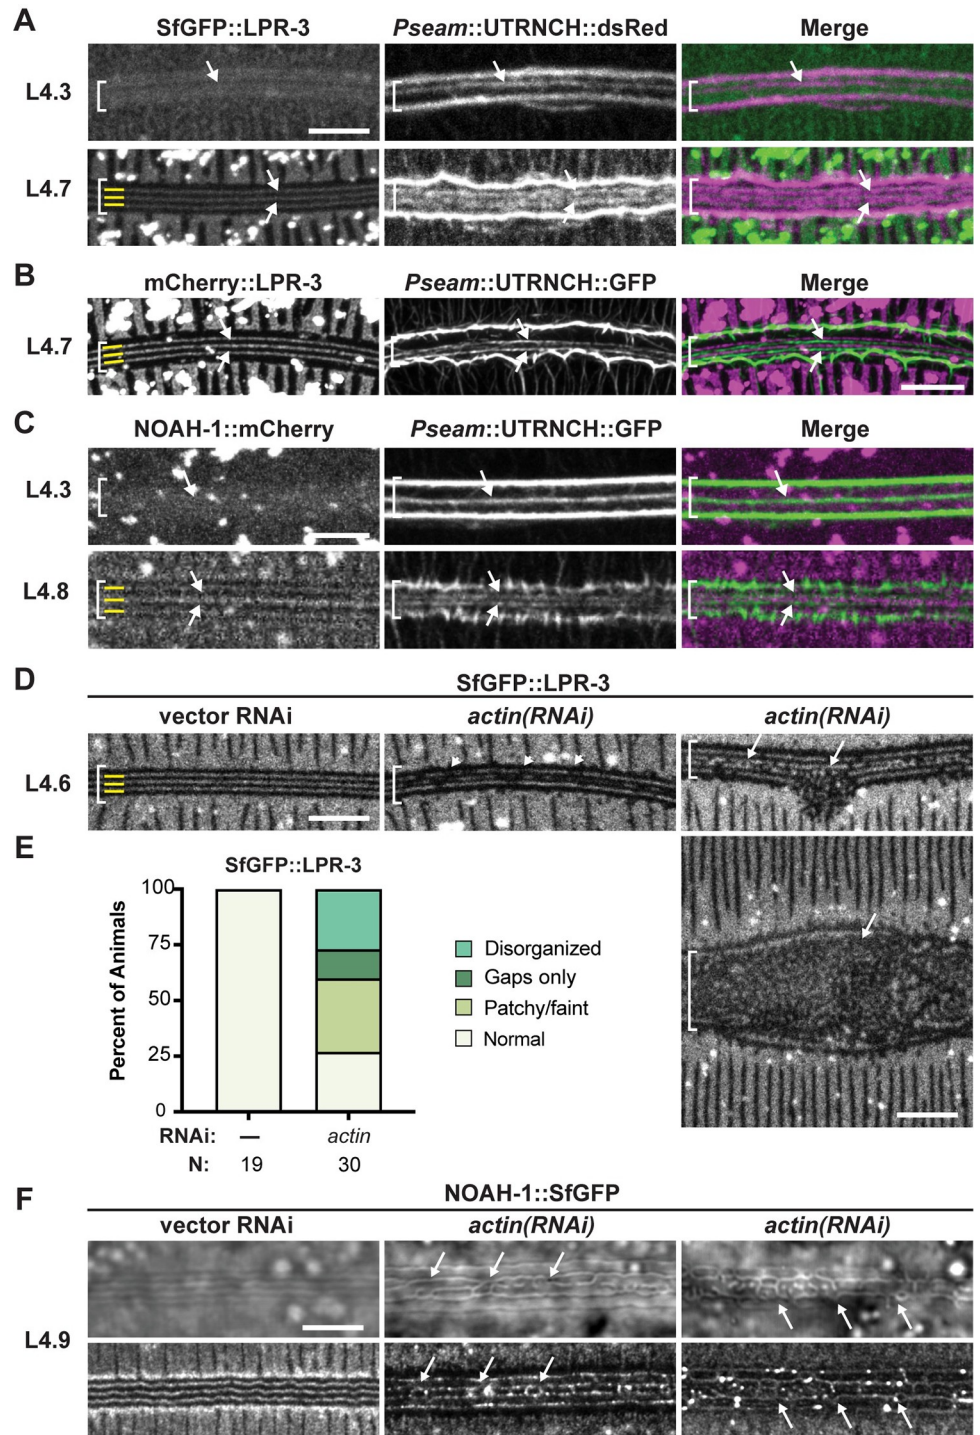 A
SfGFP::LPR-3 Pseam::UTRNCH::dsRed Merge
L4.3
L4.7
B
mCherry::LPR-3 Pseam::UTRNCH::GFP Merge
L4.7
C
NOAH-1::mCherry Pseam::UTRNCH::GFP Merge
L4.3
L4.8
D
SfGFP::LPR-3
vector RNAi actin(RNAi) actin(RNAi)
L4.6
E
SfGFP::LPR-3
100
75
50
25
0
Percent of Animals
Disorganized
Gaps only
Patchy/faint
Normal
RNAi: — actin
N: 19 30
F
NOAH-1::SfGFP
vector RNAi actin(RNAi) actin(RNAi)
L4.9